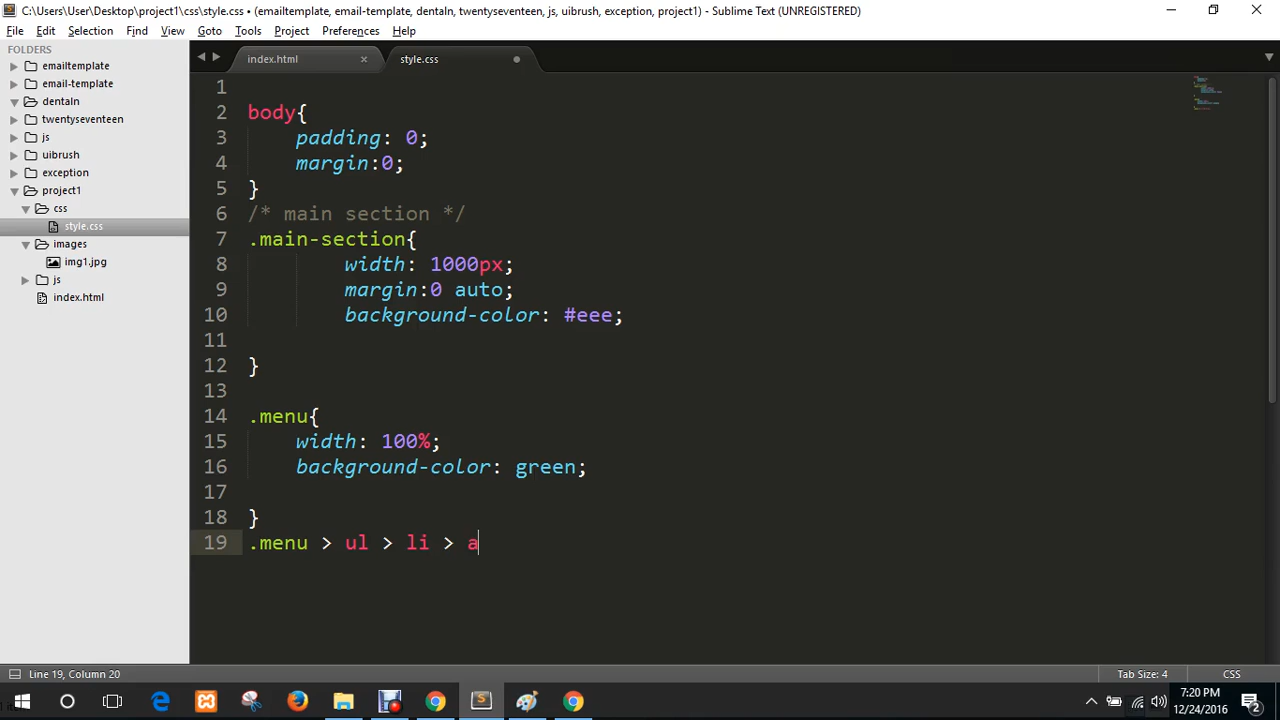 C:\Users\User\Desktop\project1\css\style.css • (emailtemplate, email-template, dentaln, twentyseventeen, js, uibrush, exception, project1) - Sublime Text (UNREGISTERED)
File Edit Selection Find View Goto Tools Project Preferences Help
FOLDERS
emailtemplate
email-template
dentaln
twentyseventeen
js
uibrush
exception
project1
css
style.css
images
img1.jpg
js
index.html
index.html
style.css
1
2 body{
3 padding: 0;
4 margin:0;
5 }
6 /* main section */
7 .main-section{
8 width: 1000px;
9 margin:0 auto;
10 background-color: #eee;
11
12 }
13
14 .menu{
15 width: 100%;
16 background-color: green;
17
18 }
19 .menu > ul > li > a
Line 19, Column 20
Tab Size: 4
CSS
7:20 PM
12/24/2016
2